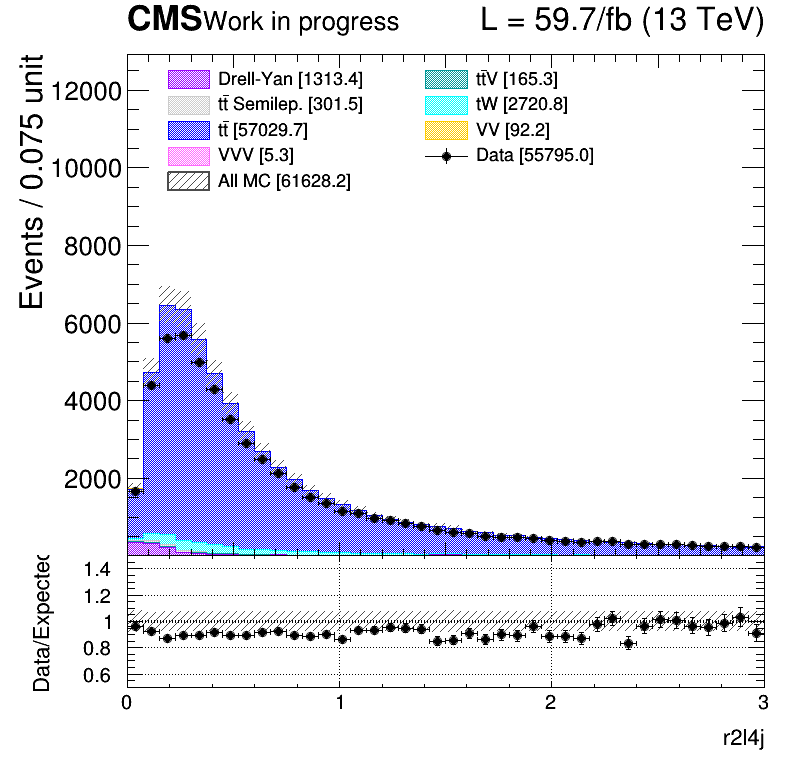 CMS Work in progress L = 59.7/fb (13 TeV)
Events / 0.075 unit
12000
10000
8000
6000
4000
2000
Drell-Yan [1313.4]
tt̄ Semilep. [301.5]
tt̄ [57029.7]
VVV [5.3]
All MC [61628.2]
tt̄V [165.3]
tW [2720.8]
VV [92.2]
Data [55795.0]
Data/Expected
1.4
1.2
1
0.8
0.6
0 1 2 3
r2l4j